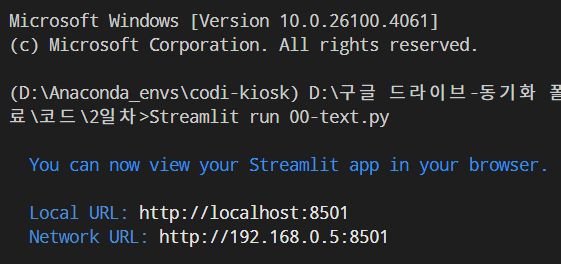 Microsoft Windows [Version 10.0.26100.4061]
(c) Microsoft Corporation. All rights reserved.
(D:\Anaconda_envs\codi-kiosk) D:\구글 드라이브-동기화 폴
료\코드\2일차>Streamlit run 00-text.py
You can now view your Streamlit app in your browser.
Local URL: http://localhost:8501
Network URL: http://192.168.0.5:8501